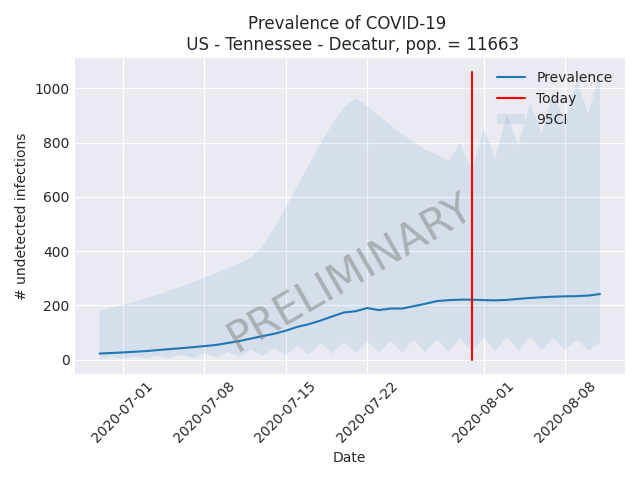 Prevalence of COVID-19
US - Tennessee - Decatur, pop. = 11663
# undetected infections
1000
800
600
400
200
0
Prevalence
Today
95CI
PRELIMINARY
2020-07-01
2020-07-08
2020-07-15
2020-07-22
2020-08-01
2020-08-08
Date